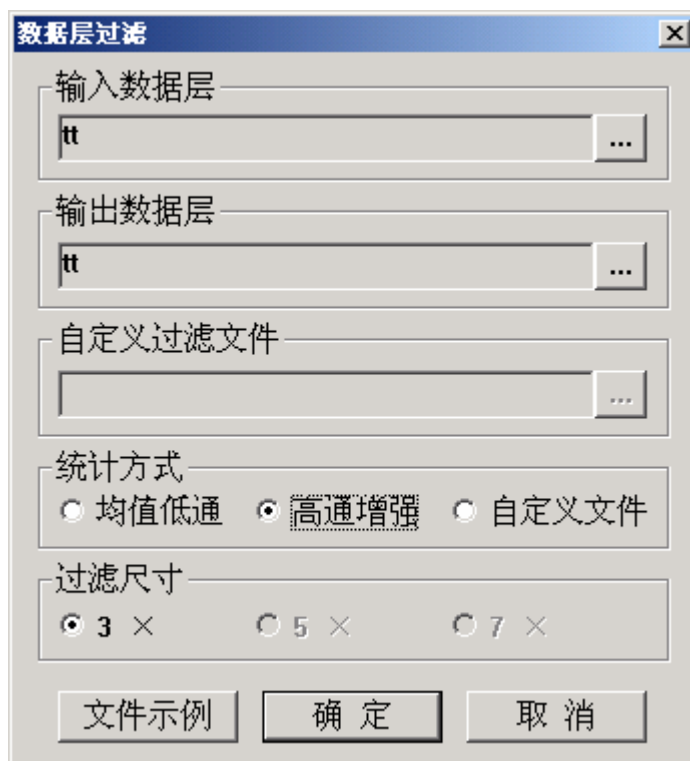 数据层过滤
输入数据层
tt
...
输出数据层
tt
...
自定义过滤文件
...
统计方式
均值低通 高通增强 自定义文件
过滤尺寸
3 × 5 × 7 ×
文件示例 确 定 取 消